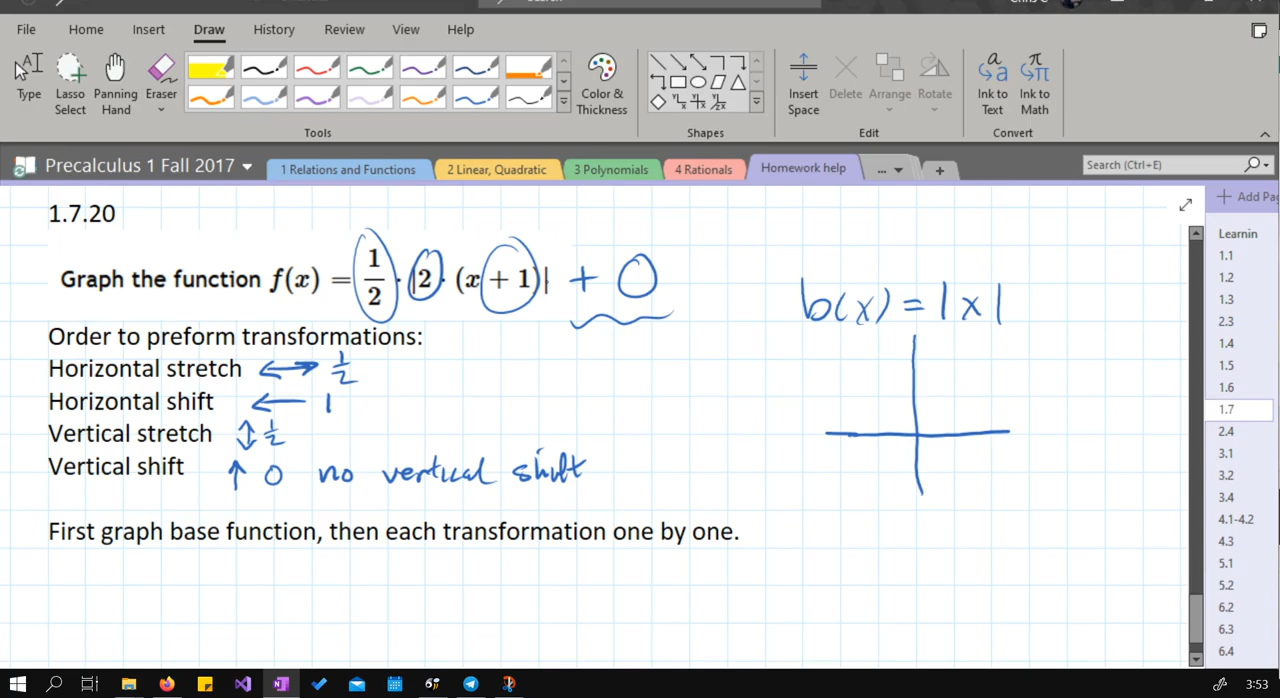 File Home Insert Draw History Review View Help
Type
Lasso Select
Panning Hand
Eraser
Color & Thickness
Insert Space
Delete
Arrange
Rotate
Ink to Text
Ink to Math
Tools
Shapes
Edit
Convert
Precalculus 1 Fall 2017
1 Relations and Functions
2 Linear, Quadratic
3 Polynomials
4 Rationals
Homework help
...
Search (Ctrl+E)
1.7.20
Graph the function f(x) = 1/2 · |2 · (x + 1)| + 0
b(x) = |x|
Order to preform transformations:
Horizontal stretch ↔ 1/2
Horizontal shift ← 1
Vertical stretch ↕ 1/2
Vertical shift ↑ 0 no vertical shift
First graph base function, then each transformation one by one.
Learnin
1.1
1.2
1.3
2.3
1.4
1.5
1.6
1.7
2.4
3.1
3.2
3.4
4.1-4.2
4.3
5.1
5.2
6.2
6.3
6.4
3:53